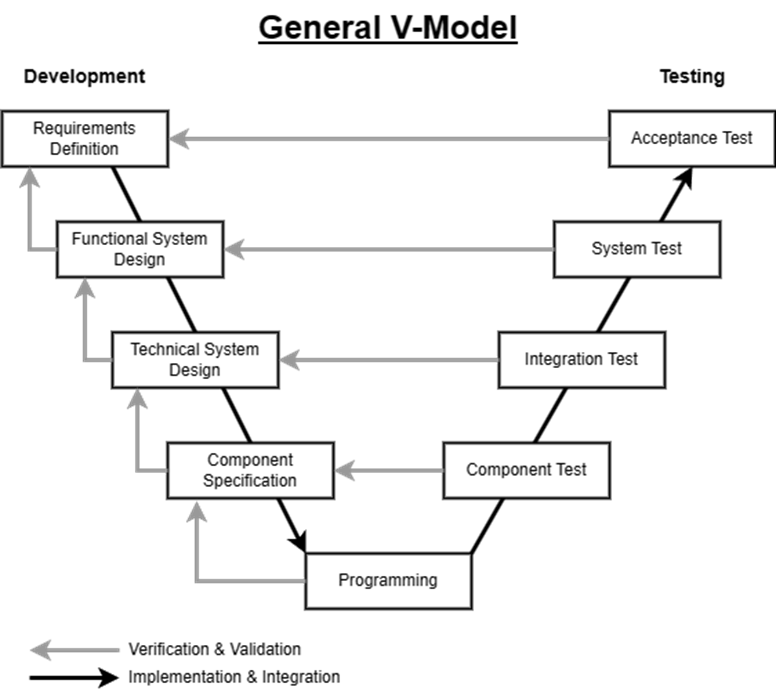 General V-Model
Development
Testing
Requirements
Definition
Acceptance Test
Functional System
Design
System Test
Technical System
Design
Integration Test
Component
Specification
Component Test
Programming
Verification & Validation
Implementation & Integration